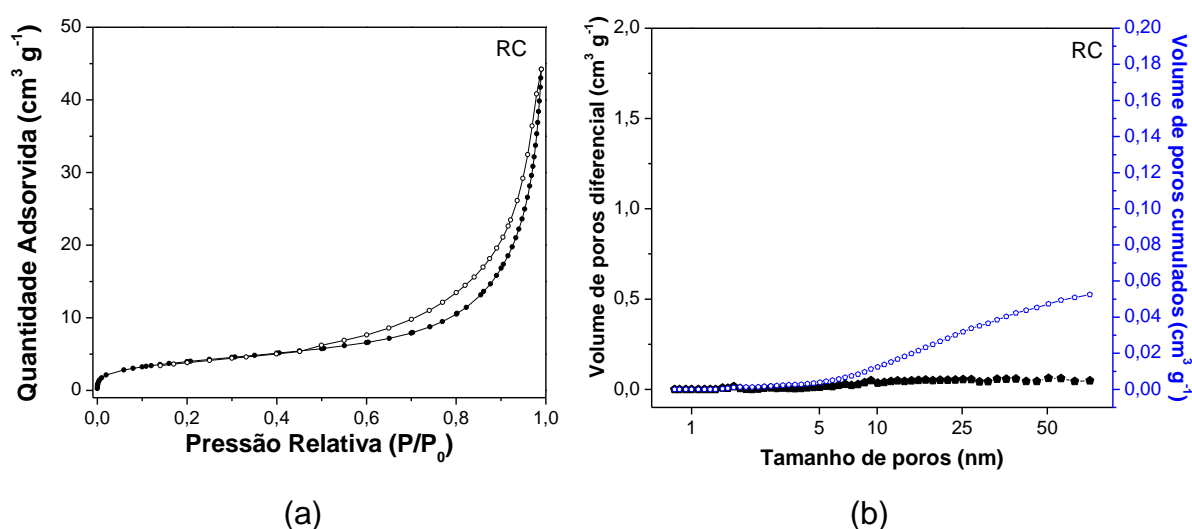 50
40
30
20
10
0
Quantidade Adsorvida (cm³ g⁻¹)
RC
0,0 0,2 0,4 0,6 0,8 1,0
Pressão Relativa (P/P₀)
(a)
2,0
1,5
1,0
0,5
0,0
Volume de poros diferencial (cm³ g⁻¹)
RC
0,20
0,18
0,16
0,14
0,12
0,10
0,08
0,06
0,04
0,02
0,00
Volume de poros cumulados (cm³ g⁻¹)
1 5 10 25 50
Tamanho de poros (nm)
(b)